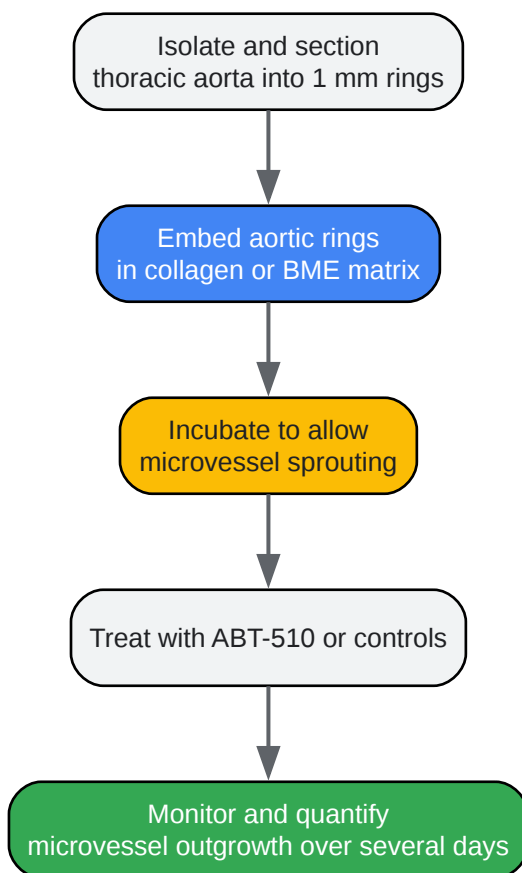 Isolate and section
thoracic aorta into 1 mm rings
Embed aortic rings
in collagen or BME matrix
Incubate to allow
microvessel sprouting
Treat with ABT-510 or controls
Monitor and quantify
microvessel outgrowth over several days